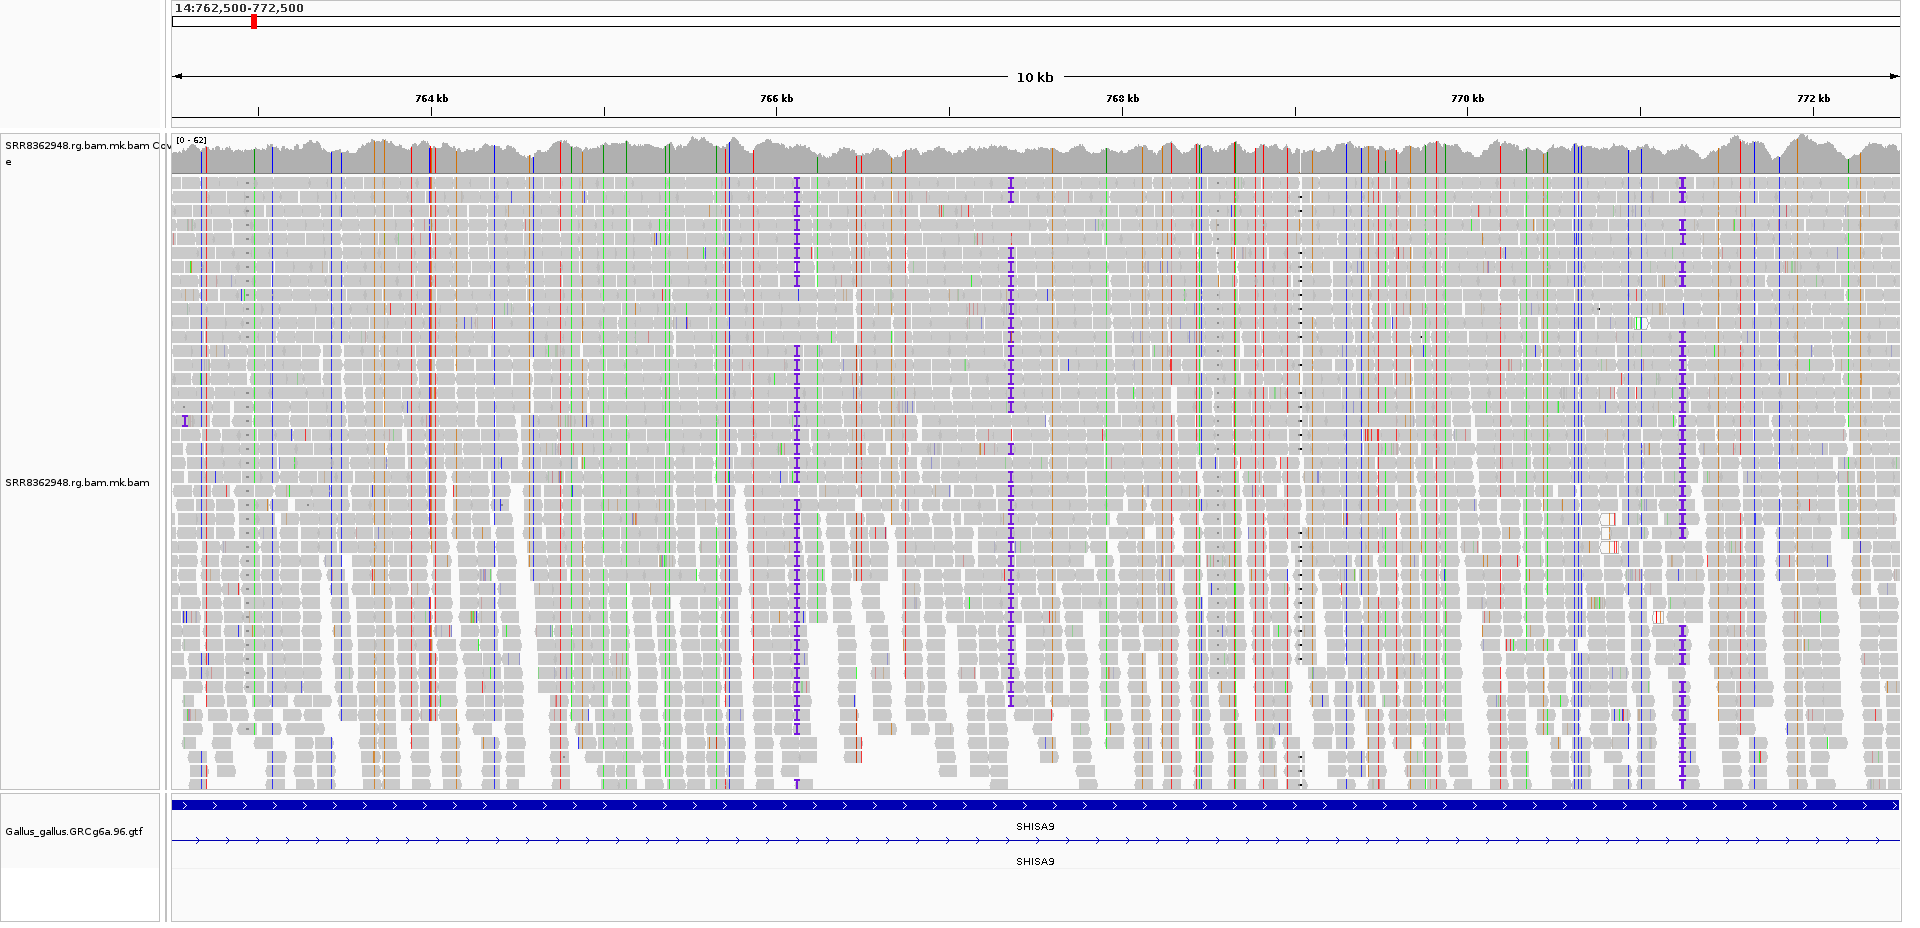 14:762,500-772,500
10 kb
764 kb 766 kb 768 kb 770 kb 772 kb
SRR8362948.rg.bam.mk.bam Cov
e
[0 - 62]
SRR8362948.rg.bam.mk.bam
Gallus_gallus.GRCg6a.96.gtf
SHISA9
SHISA9